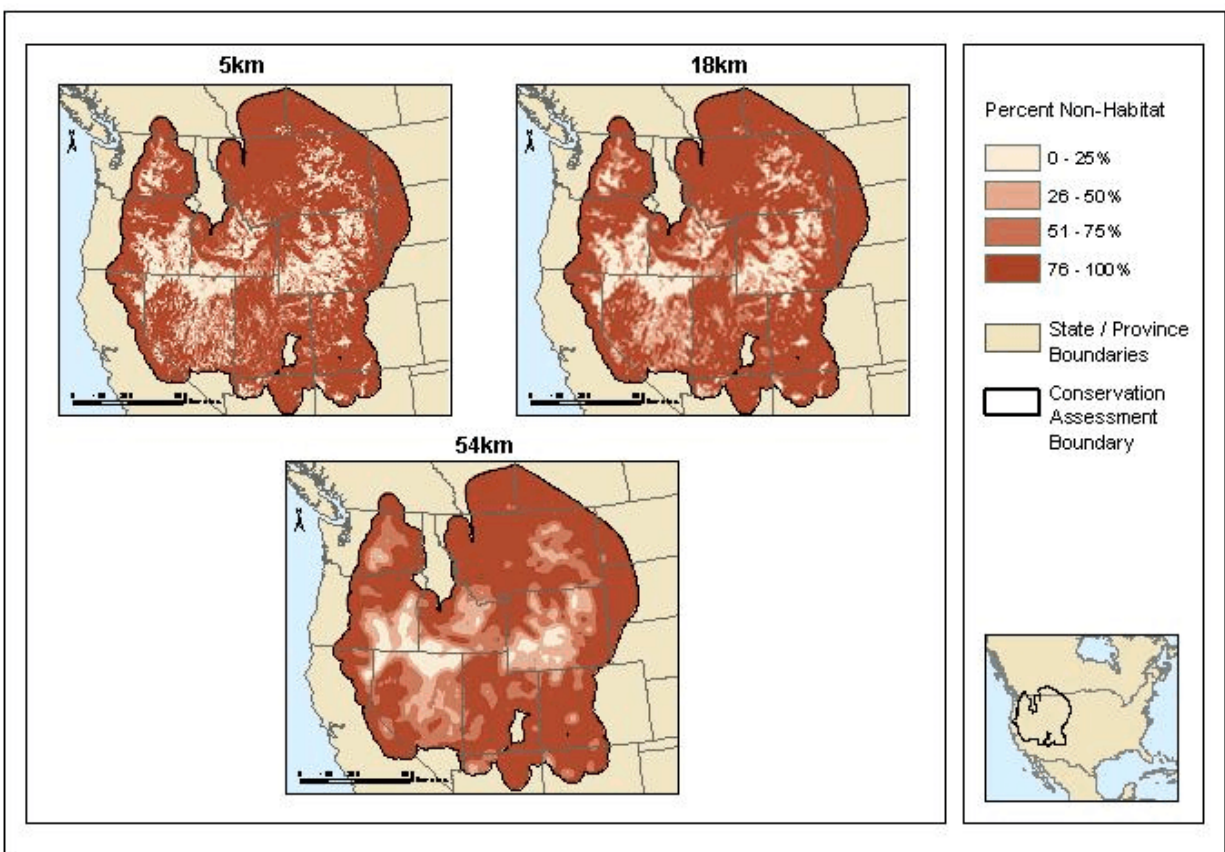 5km
18km
54km
Percent Non-Habitat
0 - 25%
26 - 50%
51 - 75%
76 - 100%
State / Province
Boundaries
Conservation
Assessment
Boundary